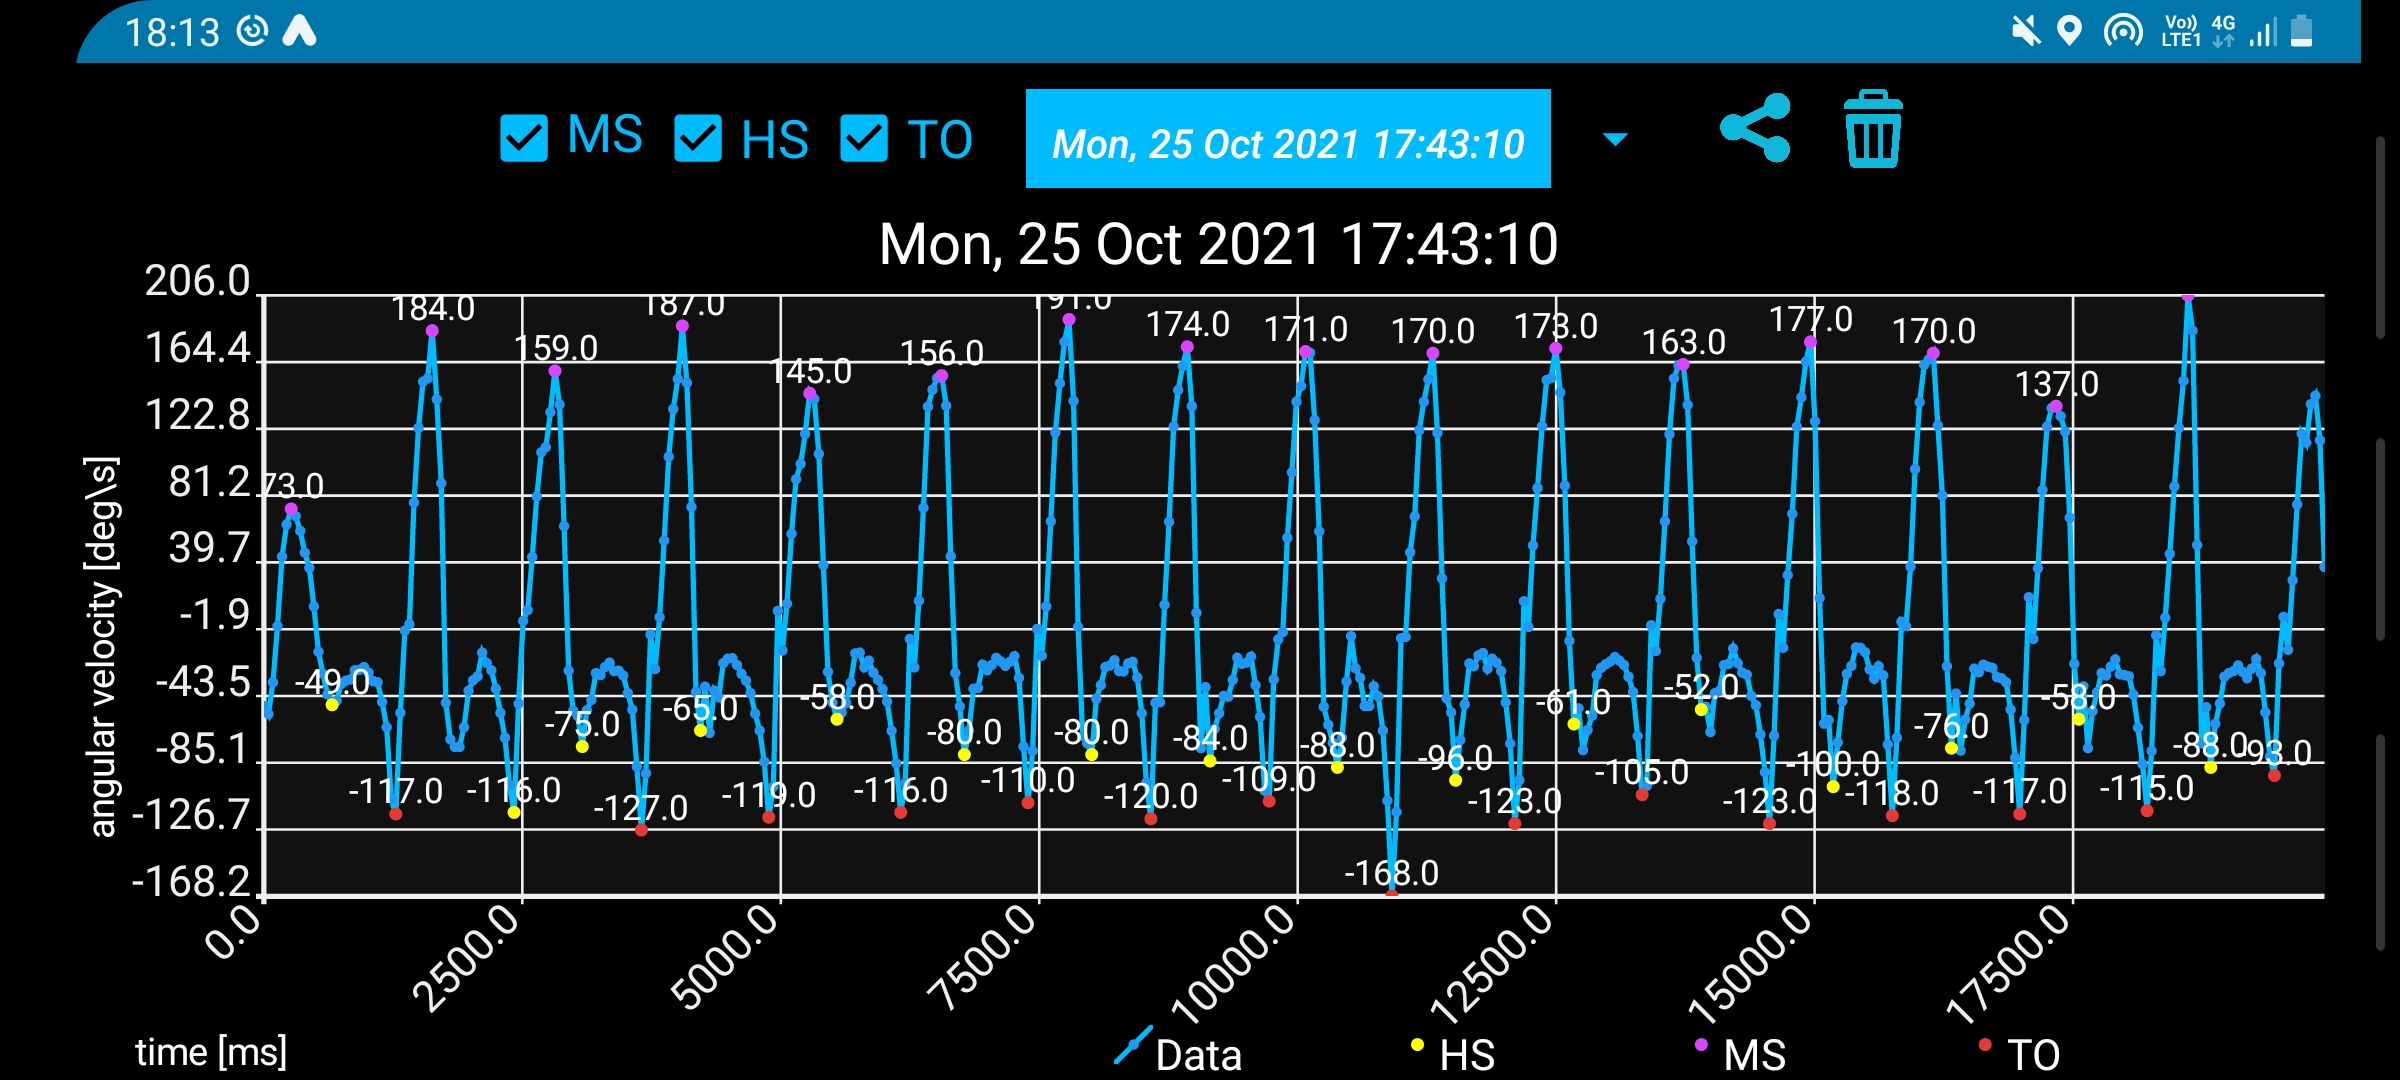 18:13 Vo)) LTE1 4G
MS HS TO Mon, 25 Oct 2021 17:43:10
Mon, 25 Oct 2021 17:43:10
206.0
164.4
122.8
81.2
39.7
-1.9
-43.5
-85.1
-126.7
-168.2
angular velocity [deg\s]
73.0 184.0 159.0 187.0 145.0 156.0 191.0 174.0 171.0 170.0 173.0 163.0 177.0 170.0 137.0
-49.0 -75.0 -65.0 -58.0 -80.0 -80.0 -84.0 -88.0 -96.0 -61.0 -52.0 -100.0 -76.0 -58.0 -88.0 -93.0
-117.0 -116.0 -127.0 -119.0 -116.0 -110.0 -120.0 -109.0 -168.0 -123.0 -105.0 -123.0 -118.0 -117.0 -115.0
0.0 2500.0 5000.0 7500.0 10000.0 12500.0 15000.0 17500.0
time [ms] Data HS MS TO